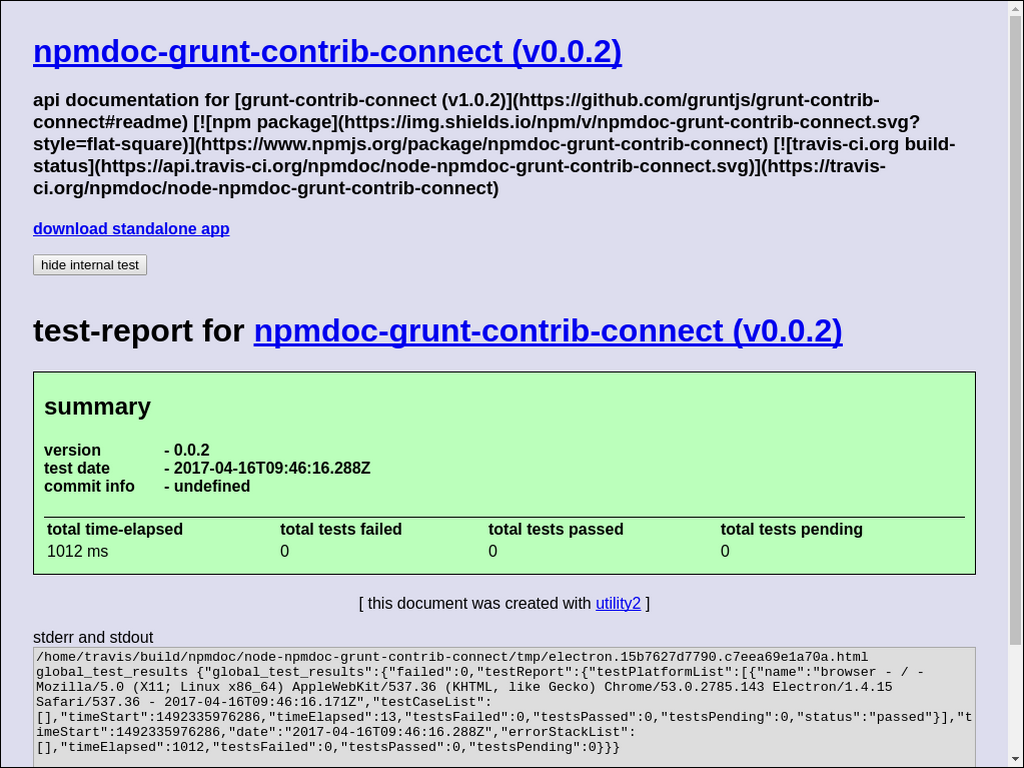 npmdoc-grunt-contrib-connect (v0.0.2)
api documentation for [grunt-contrib-connect (v1.0.2)](https://github.com/gruntjs/grunt-contrib-
connect#readme) [![npm package](https://img.shields.io/npm/v/npmdoc-grunt-contrib-connect.svg?
style=flat-square)](https://www.npmjs.org/package/npmdoc-grunt-contrib-connect) [![travis-ci.org build-
status](https://api.travis-ci.org/npmdoc/node-npmdoc-grunt-contrib-connect.svg)](https://travis-
ci.org/npmdoc/node-npmdoc-grunt-contrib-connect)
download standalone app
hide internal test
test-report for npmdoc-grunt-contrib-connect (v0.0.2)
summary
version - 0.0.2
test date - 2017-04-16T09:46:16.288Z
commit info - undefined
total time-elapsed total tests failed total tests passed total tests pending
1012 ms 0 0 0
[ this document was created with utility2 ]
stderr and stdout
/home/travis/build/npmdoc/node-npmdoc-grunt-contrib-connect/tmp/electron.15b7627d7790.c7eea69e1a70a.html
global_test_results {"global_test_results":{"failed":0,"testReport":{"testPlatformList":[{"name":"browser - / -
Mozilla/5.0 (X11; Linux x86_64) AppleWebKit/537.36 (KHTML, like Gecko) Chrome/53.0.2785.143 Electron/1.4.15
Safari/537.36 - 2017-04-16T09:46:16.171Z","testCaseList":
[],"timeStart":1492335976286,"timeElapsed":13,"testsFailed":0,"testsPassed":0,"testsPending":0,"status":"passed"}],"t
imeStart":1492335976286,"date":"2017-04-16T09:46:16.288Z","errorStackList":
[],"timeElapsed":1012,"testsFailed":0,"testsPassed":0,"testsPending":0}}}